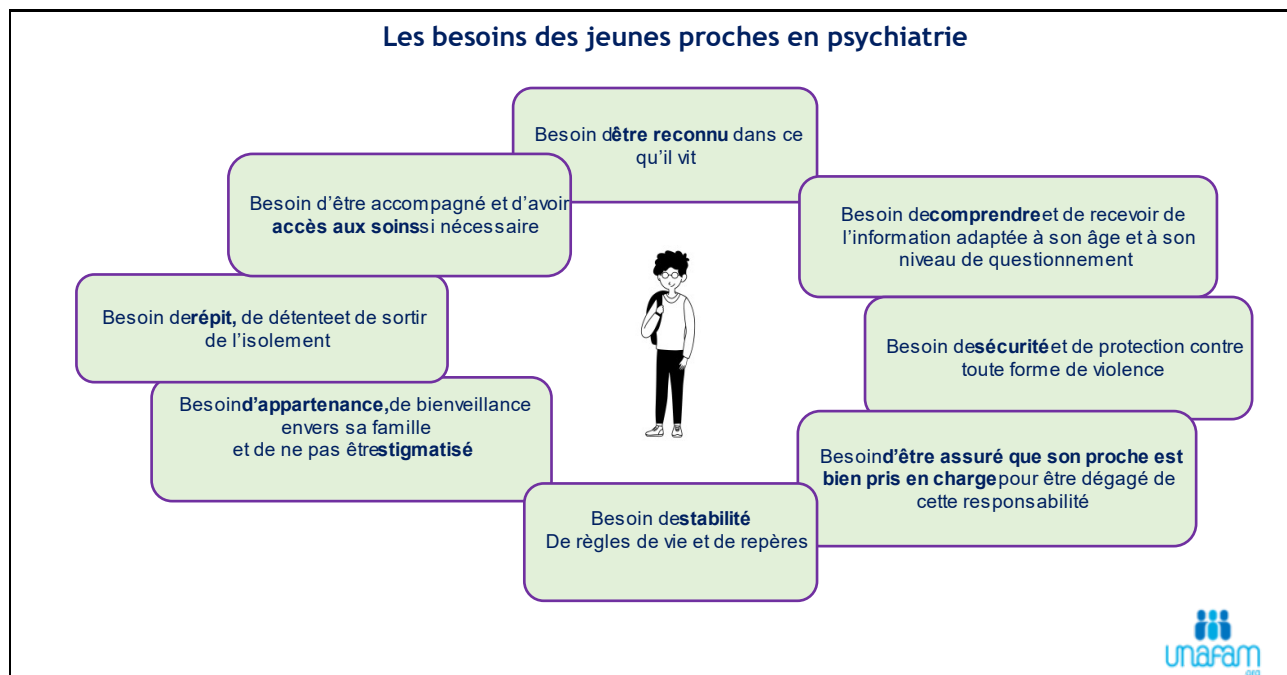 Les besoins des jeunes proches en psychiatrie
Besoin dêtre reconnu dans ce
qu'il vit
Besoin d'être accompagné et d'avoir
accès aux soinssi nécessaire
Besoin decomprendreet de recevoir de
l'information adaptée à son âge et à son
niveau de questionnement
Besoin derépit, de détenteet de sortir
de l'isolement
Besoin desécuritéet de protection contre
toute forme de violence
Besoind'appartenance,de bienveillance
envers sa famille
et de ne pas êtrestigmatisé
Besoind'être assuré que son proche est
bien pris en chargepour être dégagé de
cette responsabilité
Besoin destabilité
De règles de vie et de repères
unafam
.org